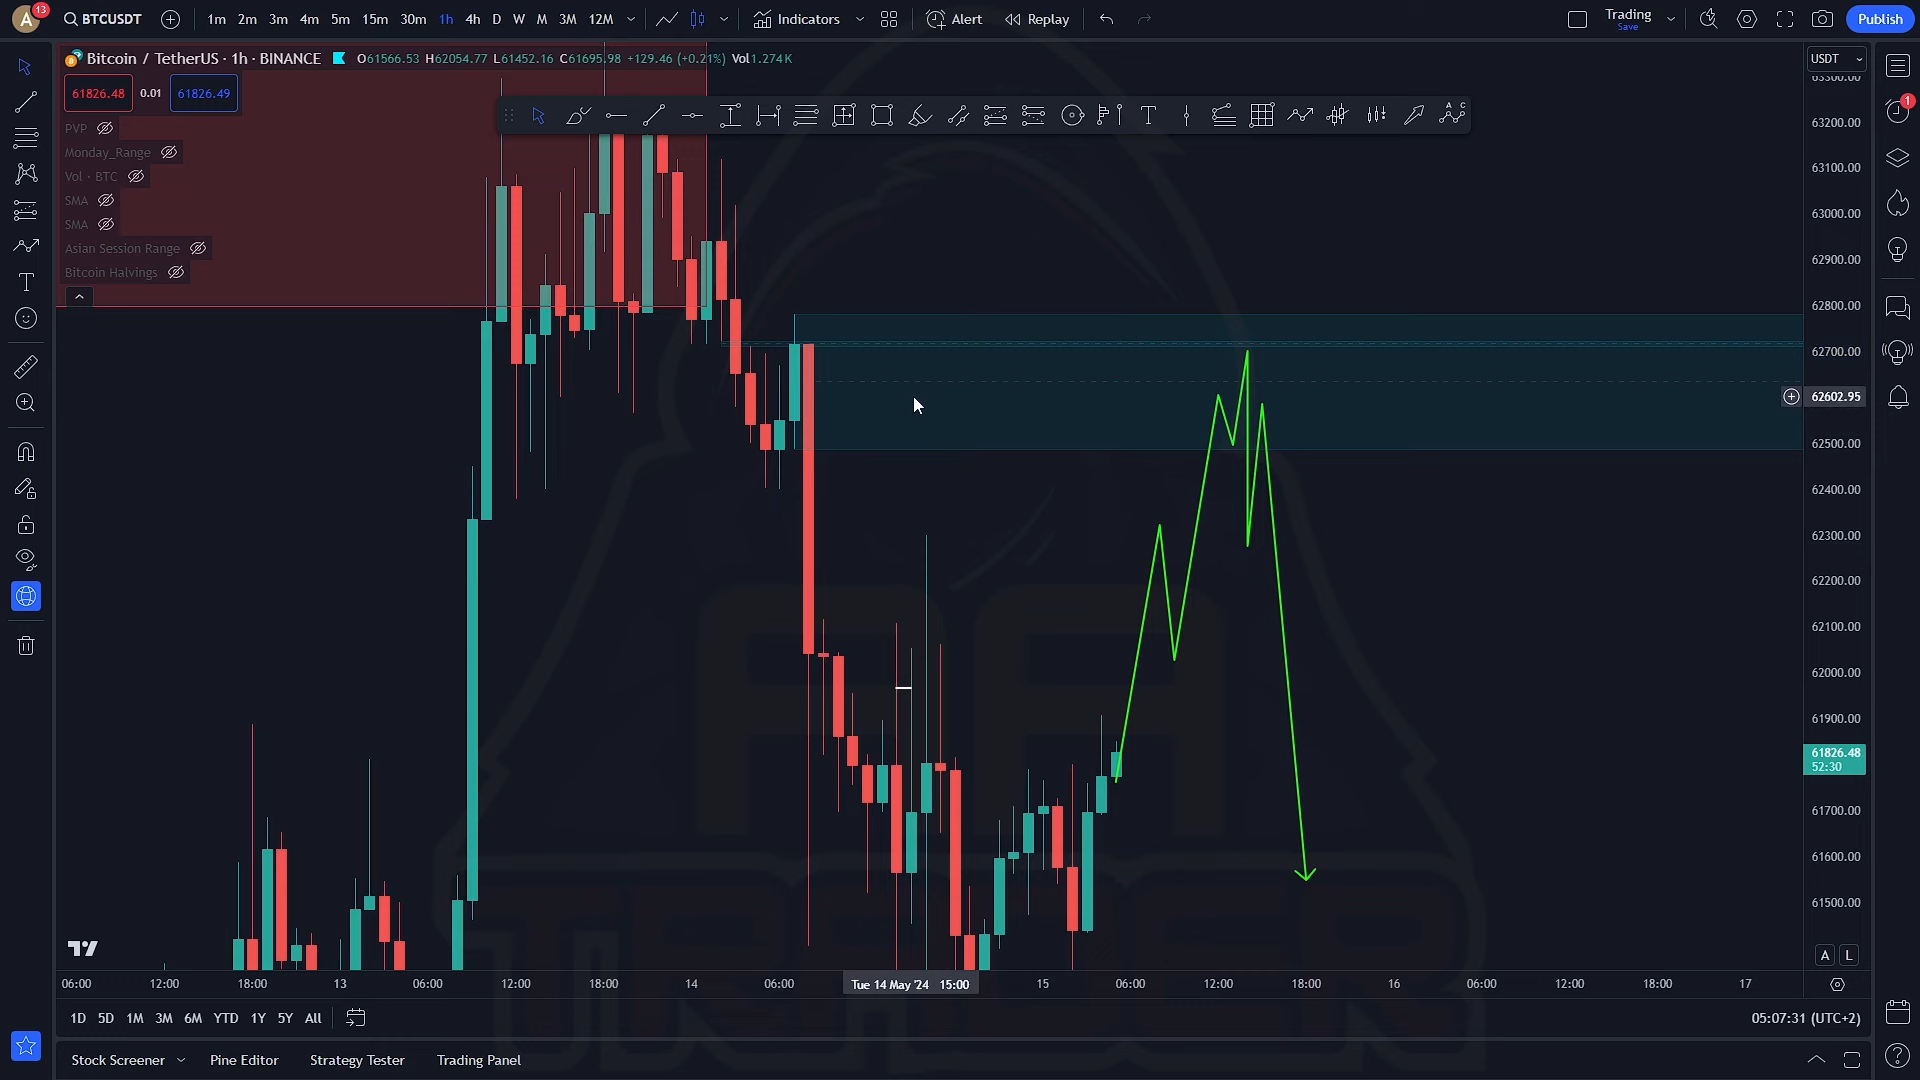 A 13 BTCUSDT 1m 2m 3m 4m 5m 15m 30m 1h 4h D W M 3M 12M Indicators Alert Replay Trading Save Publish
Bitcoin / TetherUS · 1h · BINANCE O61566.53 H62054.77 L61452.16 C61695.98 +129.46 (+0.21%) Vol1.274K
USDT
61826.48 0.01 61826.49
PVP
Monday_Range
Vol · BTC
SMA
SMA
Asian Session Range
Bitcoin Halvings
A C
1
63300.00
63200.00
63100.00
63000.00
62900.00
62800.00
62700.00
62602.95
62500.00
62400.00
62300.00
62200.00
62100.00
62000.00
61900.00
61826.48
52:30
61700.00
61600.00
61500.00
A L
AA
TRADER
06:00 12:00 18:00 13 06:00 12:00 18:00 14 06:00 Tue 14 May '24 15:00 15 06:00 12:00 18:00 16 06:00 12:00 18:00 17
1D 5D 1M 3M 6M YTD 1Y 5Y All 05:07:31 (UTC+2)
Stock Screener Pine Editor Strategy Tester Trading Panel